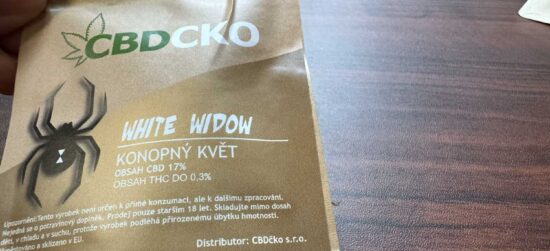 CBDCKO
WHITE WIDOW
KONOPNÝ KVĚT
OBSAH CBD 17%
OBSAH THC DO 0,3%
Upozornění:Tento výrobek není určen k přímé konzumaci, ale k dalšímu zpracování.
Nejedná se o potravinový doplněk. Prodej pouze starším 18 let. Skladujte mimo dosah
dětí, v chladu a v suchu, protože výrobek podléhá přirozenému úbytku hmotnosti.
a sklizeno v EU.
Distributor: CBDčko s.r.o.